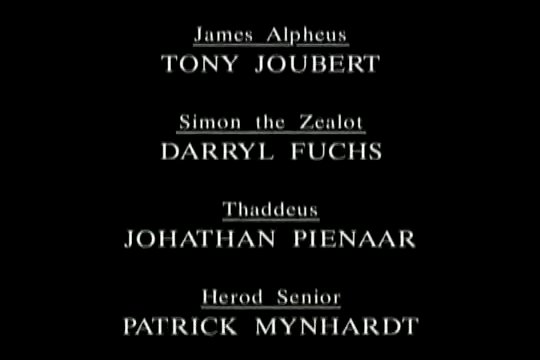 James Alpheus
TONY JOUBERT
Simon the Zealot
DARRYL FUCHS
Thaddeus
JOHATHAN PIENAAR
Herod Senior
PATRICK MYNHARDT